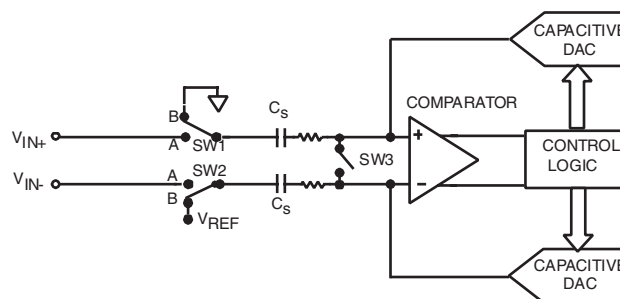 CAPACITIVE
DAC
B
C_S
COMPARATOR
V_IN+
A
SW1
+
SW3
CONTROL
LOGIC
V_IN-
A
SW2
B
C_S
−
V_REF
CAPACITIVE
DAC